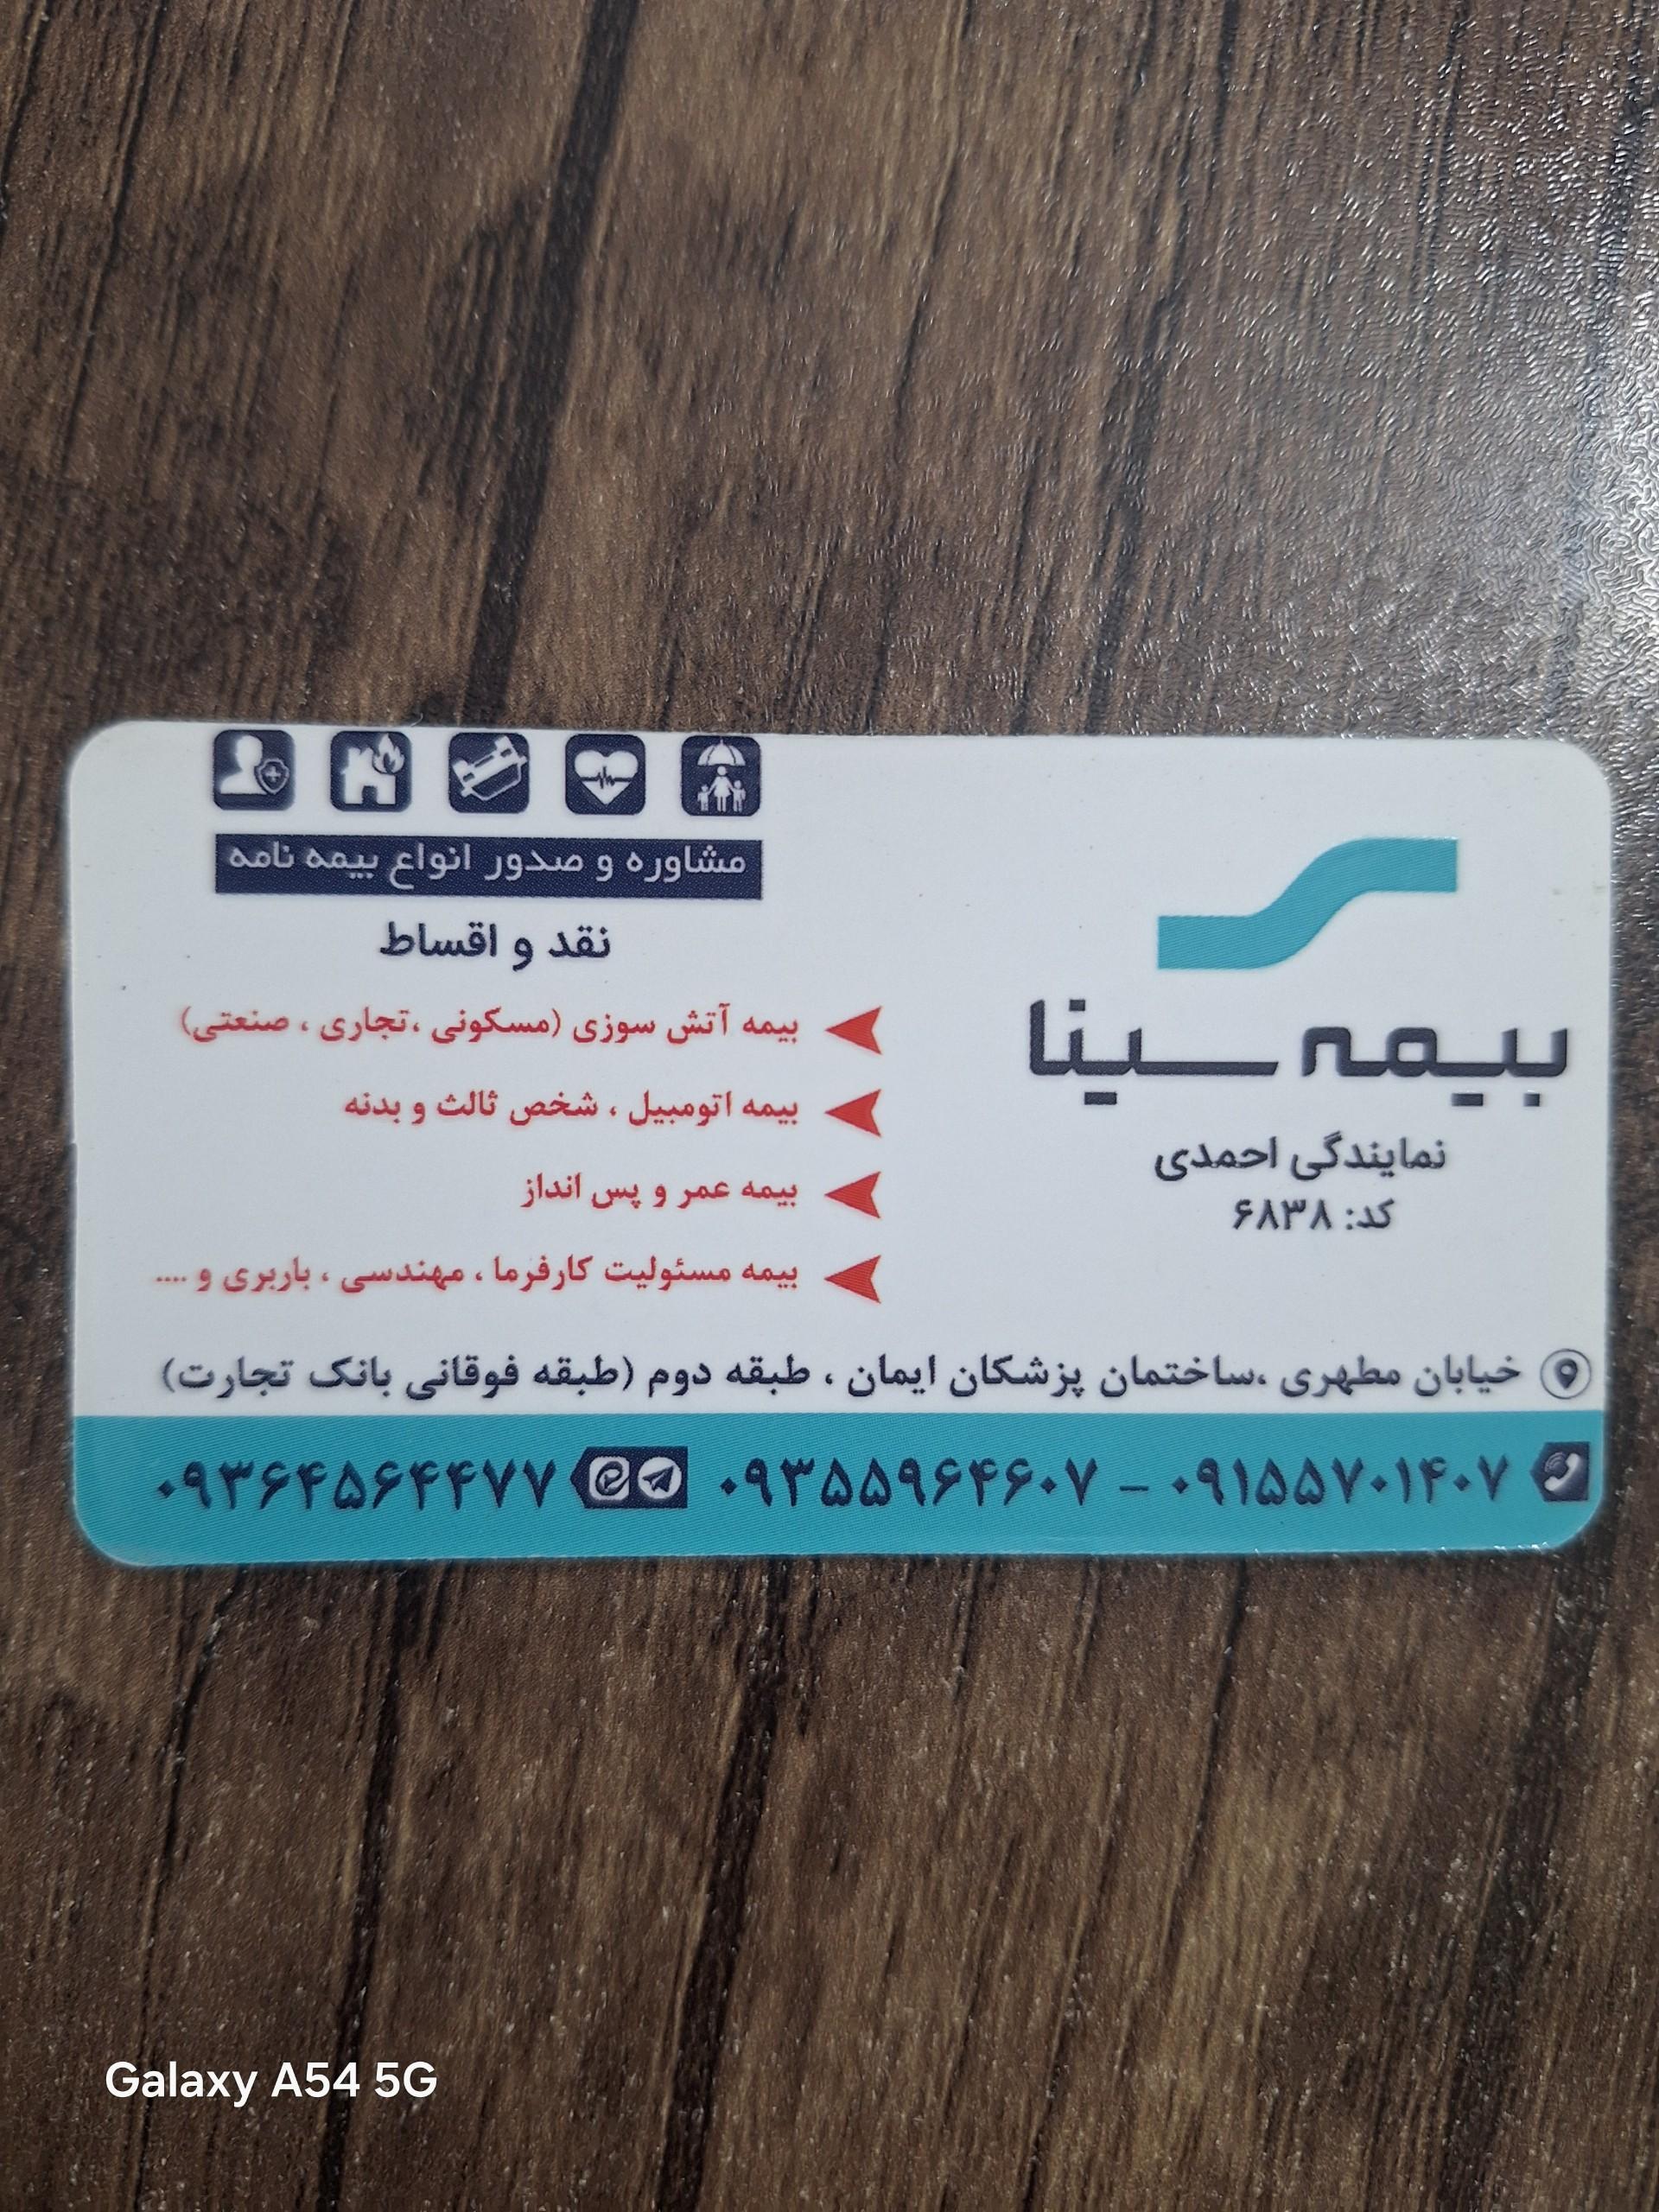 بیمه سینا
نمایندگی احمدی
کد: ۶۸۳۸
مشاوره و صدور انواع بیمه نامه
نقد و اقساط
بیمه آتش سوزی (مسکونی ،تجاری ، صنعتی)
بیمه اتومبیل ، شخص ثالث و بدنه
بیمه عمر و پس انداز
بیمه مسئولیت کارفرما ، مهندسی ، باربری و ....
خیابان مطهری ،ساختمان پزشکان ایمان ، طبقه دوم (طبقه فوقانی بانک تجارت)
۰۹۱۵۵۷۰۱۴۰۷ – ۰۹۳۵۵۹۶۴۶۰۷ ۰۹۳۶۴۵۶۴۴۷۷
Galaxy A54 5G